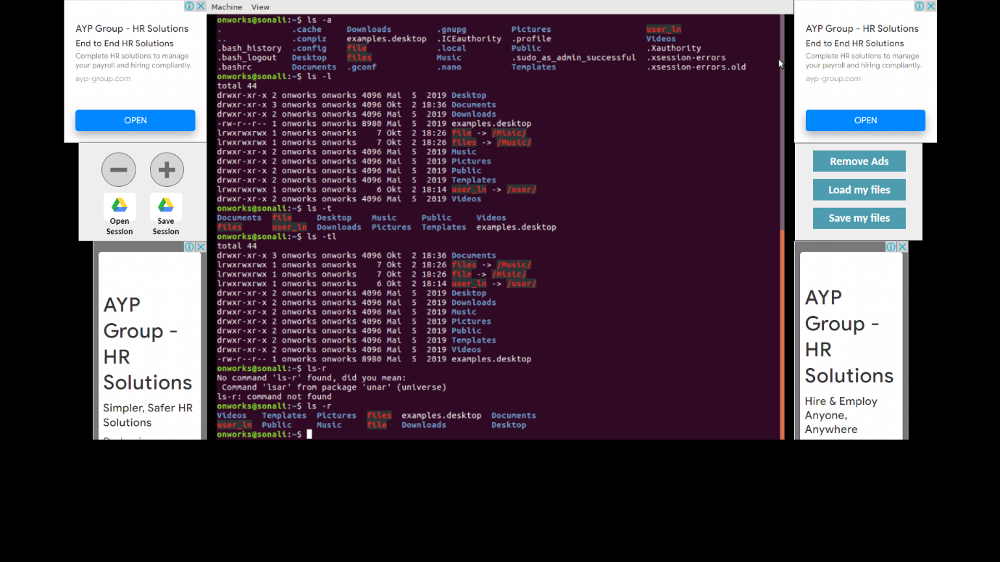 AYP Group - HR Solutions
End to End HR Solutions
Complete HR solutions to manage
your payroll and hiring compliantly.
ayp-group.com
OPEN
Open
Session
Save
Session
AYP
Group -
HR
Solutions
Simpler, Safer HR
Solutions
Machine View
onworks@sonali:~$ ls -a
. .cache Downloads .gnupg Pictures user_ln
.. .compiz examples.desktop .ICEauthority .profile Videos
.bash_history .config file .local Public .Xauthority
.bash_logout Desktop files Music .sudo_as_admin_successful .xsession-errors
.bashrc Documents .gconf .nano Templates .xsession-errors.old
onworks@sonali:~$ ls -l
total 44
drwxr-xr-x 2 onworks onworks 4096 Mai 5 2019 Desktop
drwxr-xr-x 3 onworks onworks 4096 Okt 2 18:36 Documents
drwxr-xr-x 2 onworks onworks 4096 Mai 5 2019 Downloads
-rw-r--r-- 1 onworks onworks 8980 Mai 5 2019 examples.desktop
lrwxrwxrwx 1 onworks onworks 7 Okt 2 18:26 file -> /Misic/
lrwxrwxrwx 1 onworks onworks 7 Okt 2 18:26 files -> /Music/
drwxr-xr-x 2 onworks onworks 4096 Mai 5 2019 Music
drwxr-xr-x 2 onworks onworks 4096 Mai 5 2019 Pictures
drwxr-xr-x 2 onworks onworks 4096 Mai 5 2019 Public
drwxr-xr-x 2 onworks onworks 4096 Mai 5 2019 Templates
lrwxrwxrwx 1 onworks onworks 6 Okt 2 18:14 user_ln -> /user/
drwxr-xr-x 2 onworks onworks 4096 Mai 5 2019 Videos
onworks@sonali:~$ ls -t
Documents file Desktop Music Public Videos
files user_ln Downloads Pictures Templates examples.desktop
onworks@sonali:~$ ls -tl
total 44
drwxr-xr-x 3 onworks onworks 4096 Okt 2 18:36 Documents
lrwxrwxrwx 1 onworks onworks 7 Okt 2 18:26 files -> /Music/
lrwxrwxrwx 1 onworks onworks 7 Okt 2 18:26 file -> /Misic/
lrwxrwxrwx 1 onworks onworks 6 Okt 2 18:14 user_ln -> /user/
drwxr-xr-x 2 onworks onworks 4096 Mai 5 2019 Desktop
drwxr-xr-x 2 onworks onworks 4096 Mai 5 2019 Downloads
drwxr-xr-x 2 onworks onworks 4096 Mai 5 2019 Music
drwxr-xr-x 2 onworks onworks 4096 Mai 5 2019 Pictures
drwxr-xr-x 2 onworks onworks 4096 Mai 5 2019 Public
drwxr-xr-x 2 onworks onworks 4096 Mai 5 2019 Templates
drwxr-xr-x 2 onworks onworks 4096 Mai 5 2019 Videos
-rw-r--r-- 1 onworks onworks 8980 Mai 5 2019 examples.desktop
onworks@sonali:~$ ls-r
No command 'ls-r' found, did you mean:
Command 'lsar' from package 'unar' (universe)
ls-r: command not found
onworks@sonali:~$ ls -r
Videos Templates Pictures files examples.desktop Documents
user_ln Public Music file Downloads Desktop
onworks@sonali:~$
AYP Group - HR Solutions
End to End HR Solutions
Complete HR solutions to manage
your payroll and hiring compliantly.
ayp-group.com
OPEN
Remove Ads
Load my files
Save my files
AYP
Group -
HR
Solutions
Hire & Employ
Anyone,
Anywhere